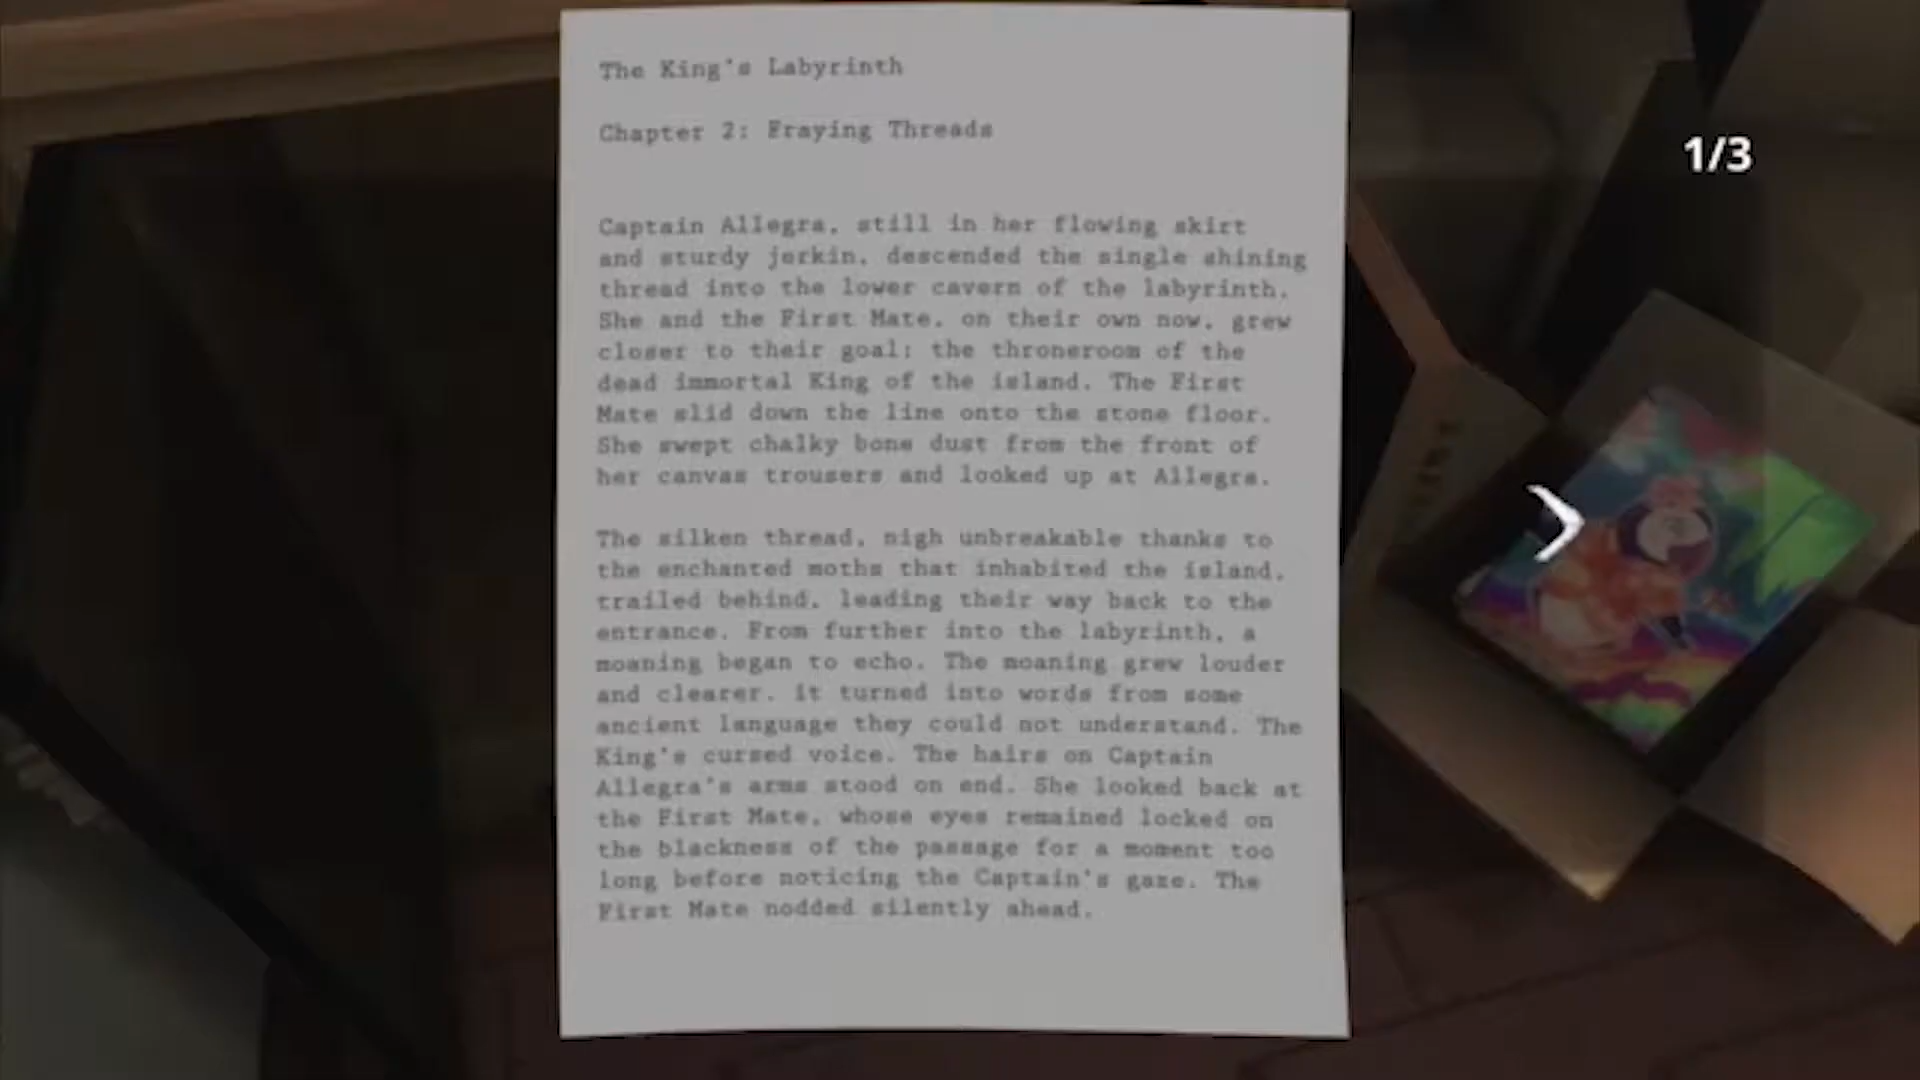 The King's Labyrinth
Chapter 2: Fraying Threads
1/3
Captain Allegra, still in her flowing skirt
and sturdy jerkin, descended the single shining
thread into the lower cavern of the labyrinth.
She and the First Mate, on their own now, grew
closer to their goal: the throneroom of the
dead immortal King of the island. The First
Mate slid down the line onto the stone floor.
She swept chalky bone dust from the front of
her canvas trousers and looked up at Allegra.
The silken thread, nigh unbreakable thanks to
the enchanted moths that inhabited the island,
trailed behind, leading their way back to the
entrance. From further into the labyrinth, a
moaning began to echo. The moaning grew louder
and clearer, it turned into words from some
ancient language they could not understand. The
King's cursed voice. The hairs on Captain
Allegra's arms stood on end. She looked back at
the First Mate, whose eyes remained locked on
the blackness of the passage for a moment too
long before noticing the Captain's gaze. The
First Mate nodded silently ahead.